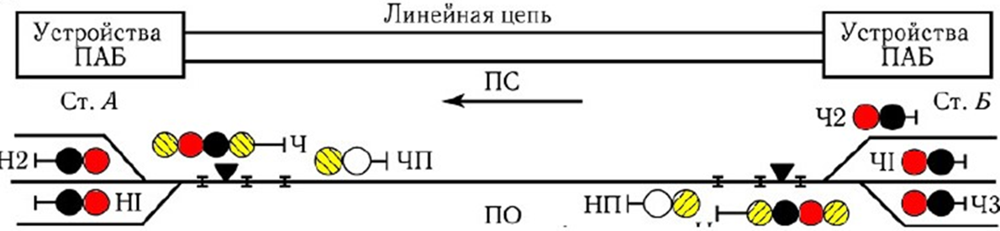 Линейная цепь
Устройства
ПАБ
Устройства
ПАБ
ПС
Ст. А
Ст. Б
Ч2
Ч
Н2
ЧП
ЧI
НI
НП
Ч3
ПО